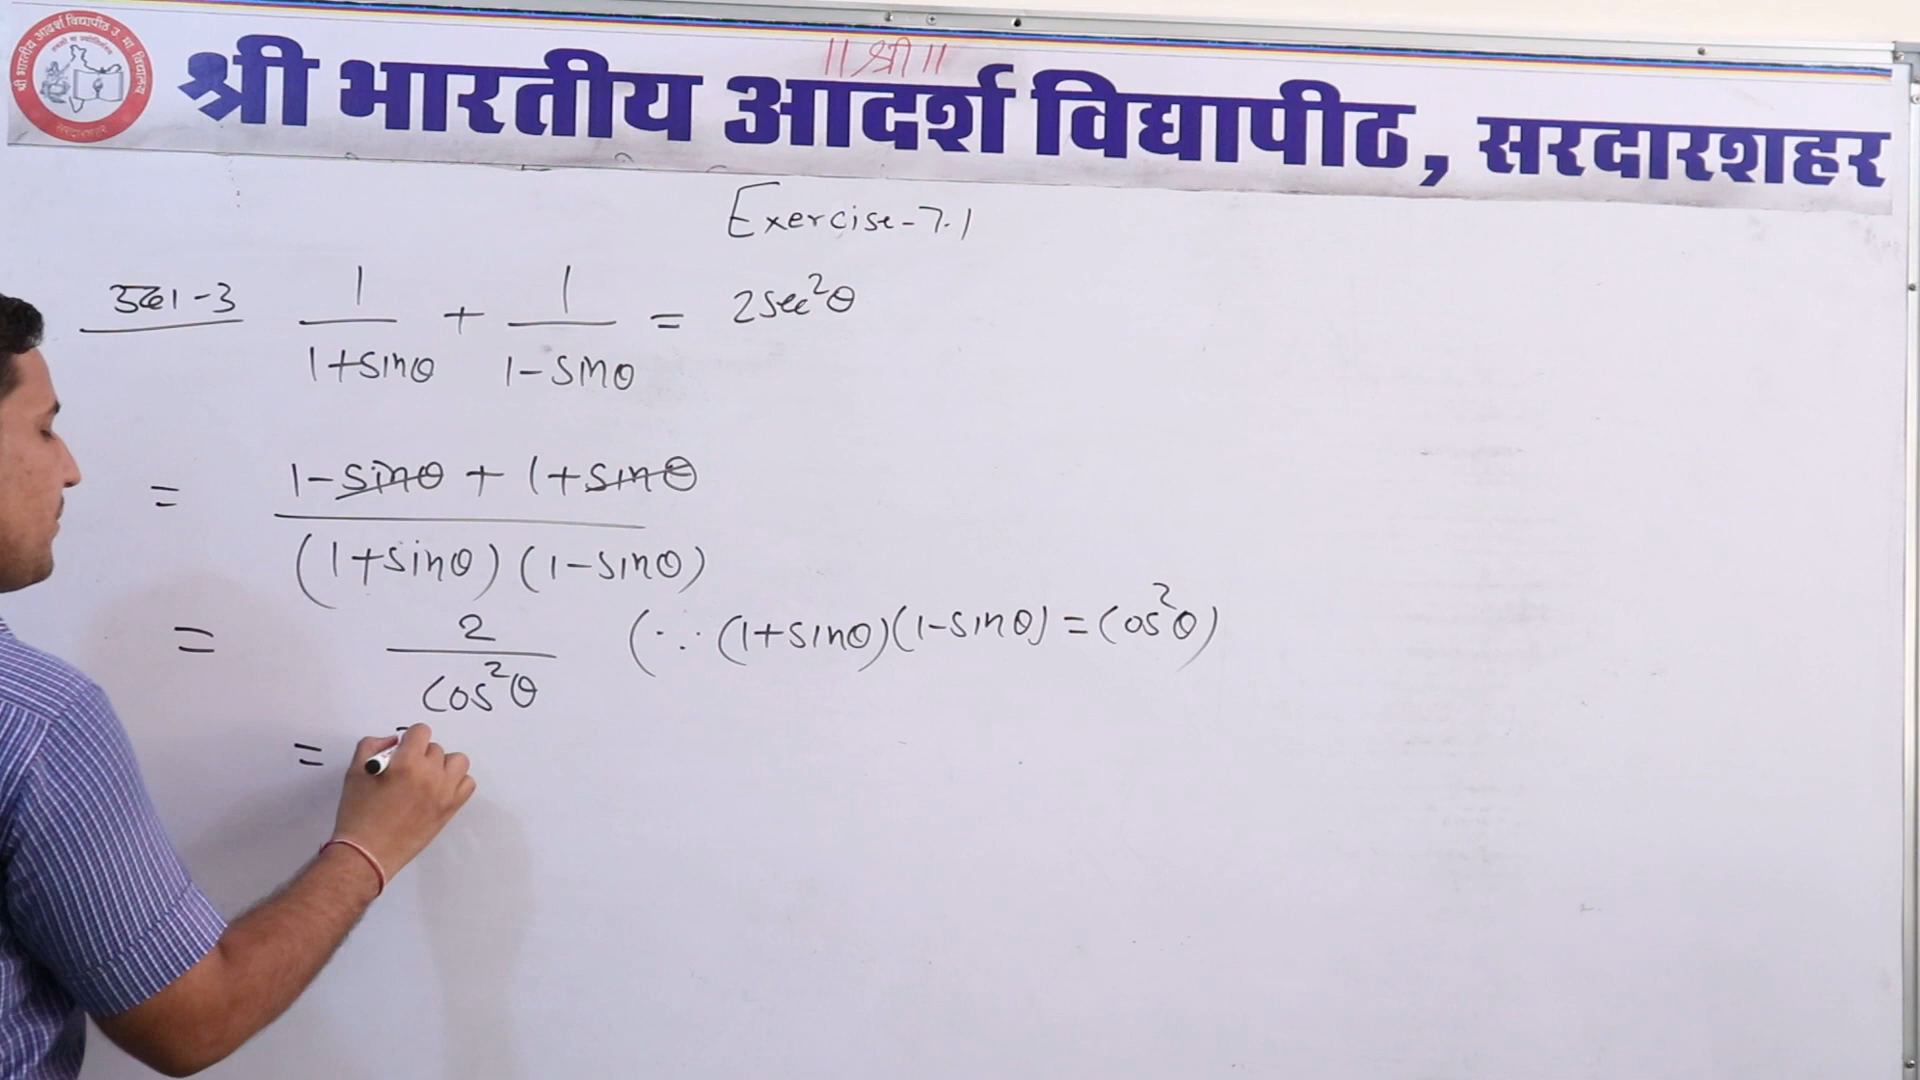 ॥ श्री ॥
श्री भारतीय आदर्श विद्यापीठ, सरदारशहर
Exercise-7.1
उदा-3 1/(1+sinθ) + 1/(1-sinθ) = 2sec²θ
= (1-sinθ + 1+sinθ)/((1+sinθ)(1-sinθ))
= 2/cos²θ (∵ (1+sinθ)(1-sinθ) = cos²θ)
=